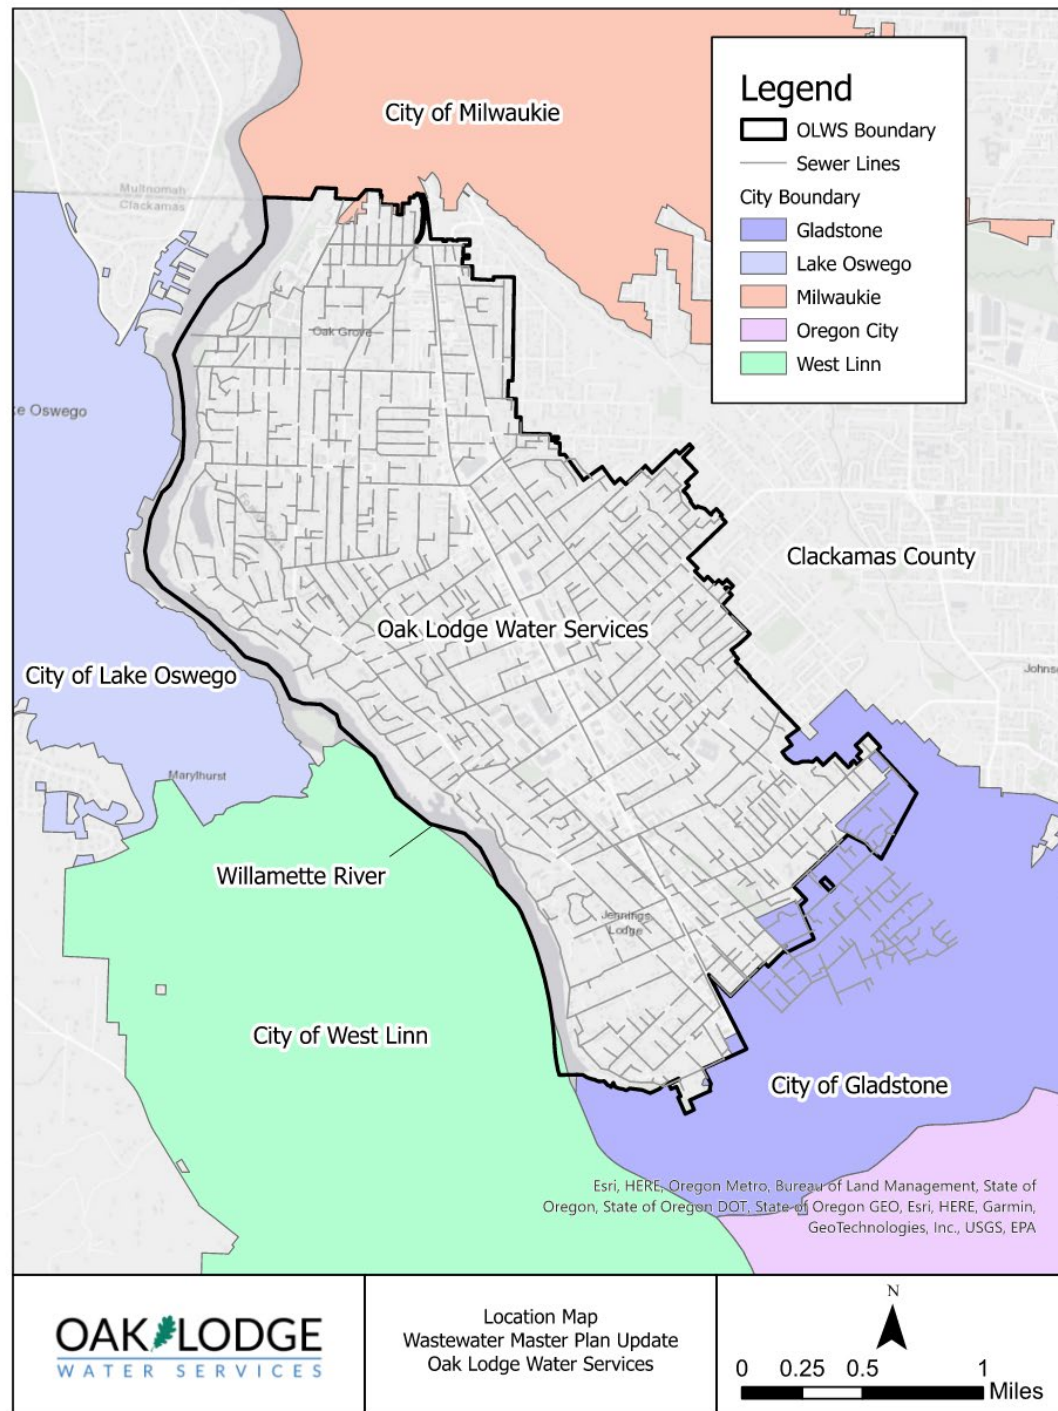 City of Milwaukie
Legend
OLWS Boundary
Sewer Lines
City Boundary
Gladstone
Lake Oswego
Milwaukie
Oregon City
West Linn
Multnomah
Clackamas
Oak Grove
ke Oswego
Clackamas County
Oak Lodge Water Services
City of Lake Oswego
Johns
Marylhurst
Willamette River
Jennings
Lodge
City of West Linn
City of Gladstone
Esri, HERE, Oregon Metro, Bureau of Land Management, State of
Oregon, State of Oregon DOT, State of Oregon GEO, Esri, HERE, Garmin,
GeoTechnologies, Inc., USGS, EPA
OAK LODGE
WATER SERVICES
Location Map
Wastewater Master Plan Update
Oak Lodge Water Services
N
0 0.25 0.5 1
Miles